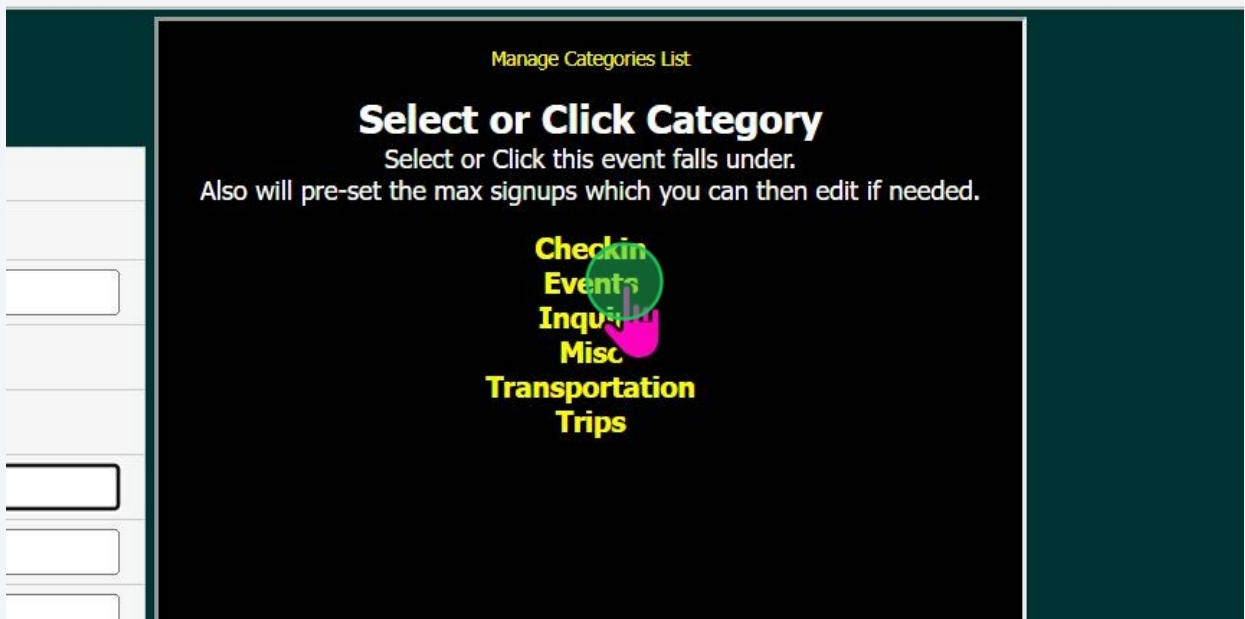 Manage Categories List
Select or Click Category
Select or Click this event falls under.
Also will pre-set the max signups which you can then edit if needed.
Checkin
Events
Misc
Transportation
Trips